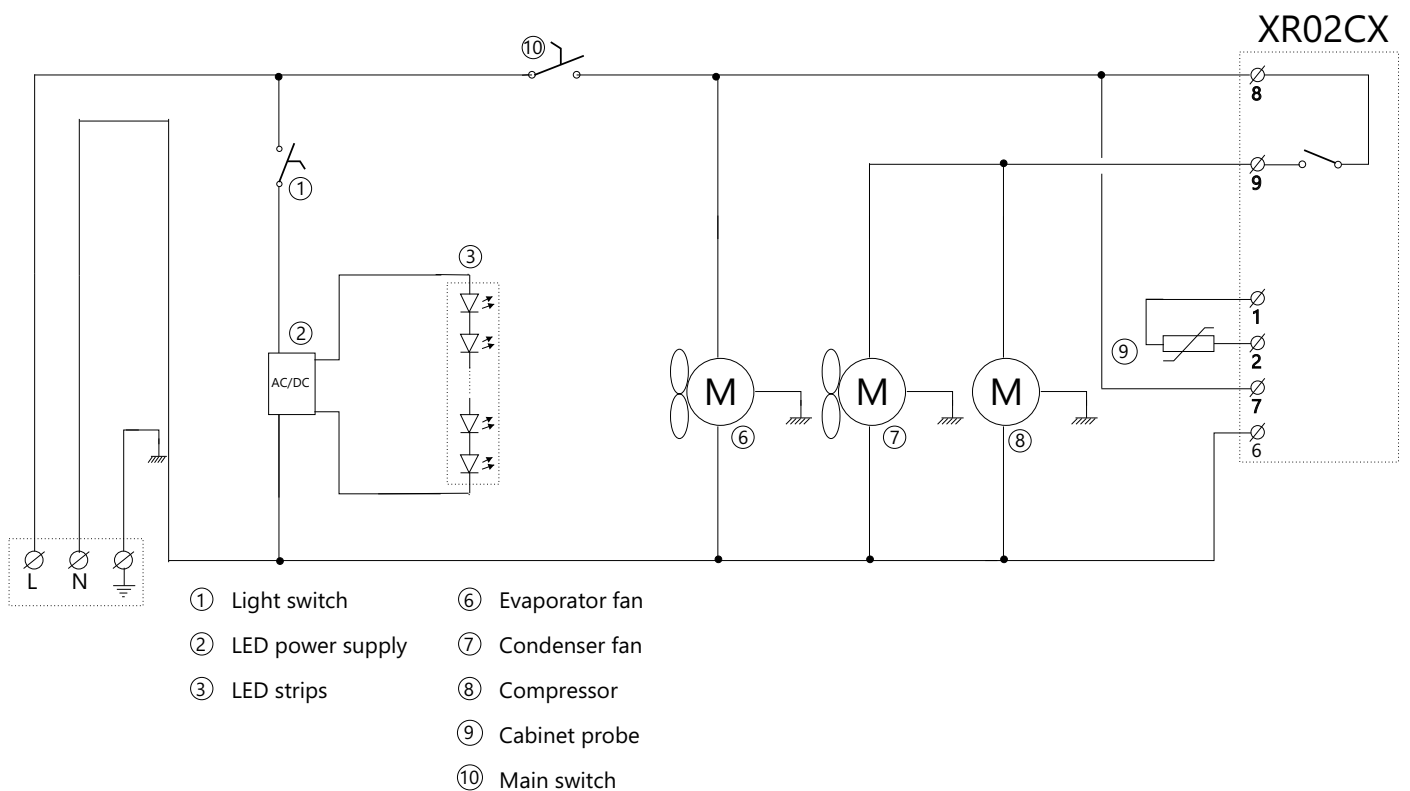 XR02CX
⑩
8
①
9
③
1
②
⑨
2
AC/DC
M
M
M
7
⑥
⑦
⑧
6
L
N
① Light switch
② LED power supply
③ LED strips
⑥ Evaporator fan
⑦ Condenser fan
⑧ Compressor
⑨ Cabinet probe
⑩ Main switch